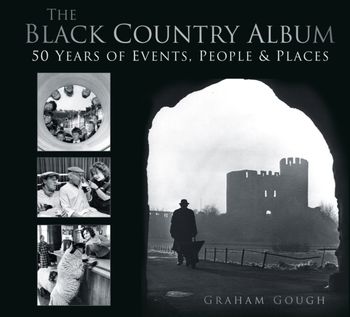 THE
BLACK COUNTRY ALBUM
50 YEARS OF EVENTS, PEOPLE & PLACES
GRAHAM GOUGH